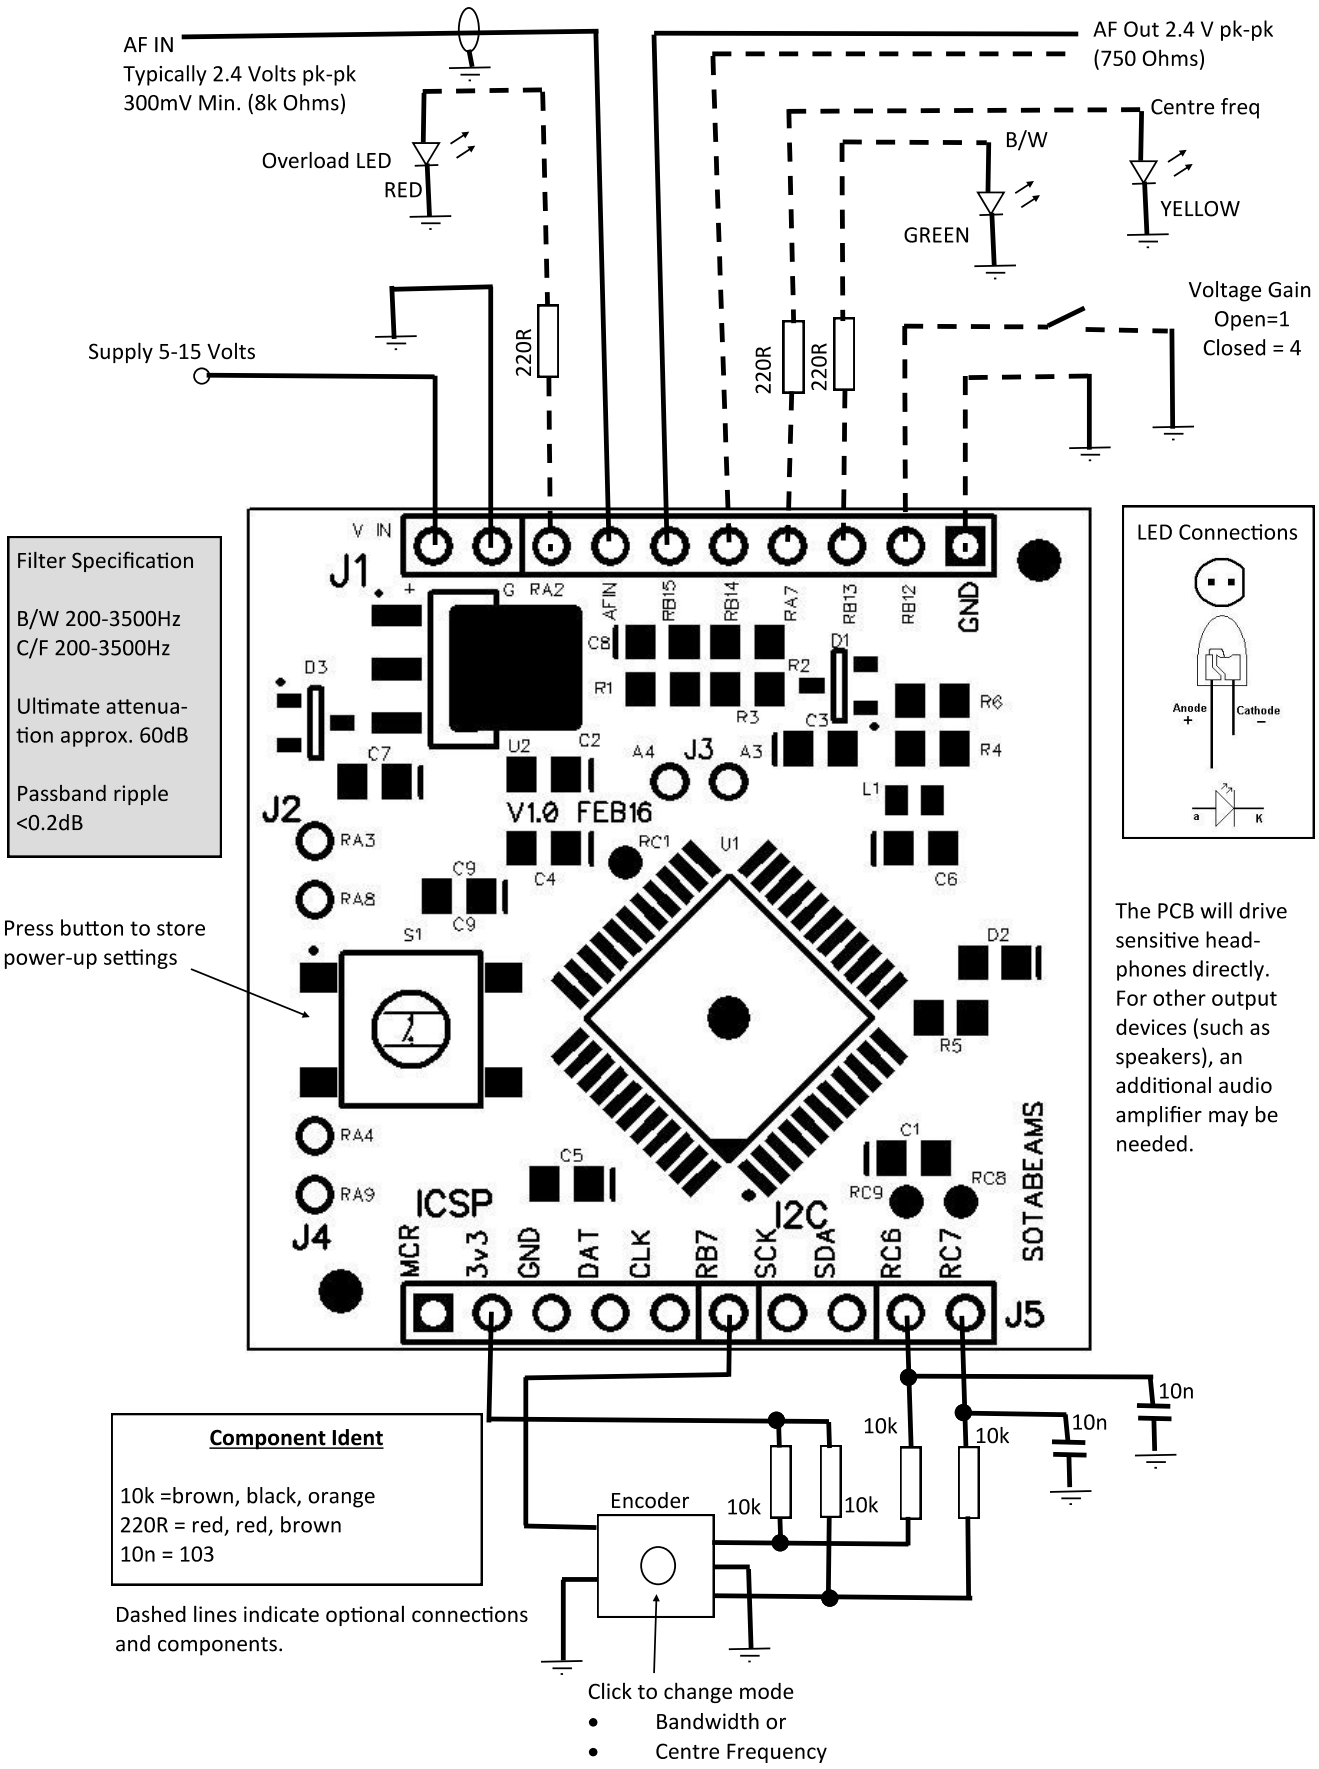 AF IN
Typically 2.4 Volts pk-pk
300mV Min. (8k Ohms)
AF Out 2.4 V pk-pk
(750 Ohms)
Centre freq
B/W
Overload LED
RED
YELLOW
GREEN
Voltage Gain
Open=1
Closed = 4
Supply 5-15 Volts
220R
220R
220R
V IN
J1
+
G
RA2
AFIN
RB15
RB14
RA7
RB13
RB12
GND
Filter Specification
B/W 200-3500Hz
C/F 200-3500Hz
Ultimate attenua-
tion approx. 60dB
Passband ripple
<0.2dB
LED Connections
Anode
+
Cathode
−
a
K
D3
C8
R1
R2
D1
R3
C3
R6
R4
C7
U2
C2
A4
J3
A3
L1
J2
V1.0 FEB16
RA3
RC1
U1
C4
C6
C9
C9
RA8
S1
D2
R5
Press button to store
power-up settings
The PCB will drive
sensitive head-
phones directly.
For other output
devices (such as
speakers), an
additional audio
amplifier may be
needed.
RA4
C5
C1
RC9
RC8
RA9
J4
ICSP
I2C
SOTABEAMS
MCR
3v3
GND
DAT
CLK
RB7
SCK
SDA
RC6
RC7
J5
10n
10n
10k
10k
10k
10k
Component Ident
10k =brown, black, orange
220R = red, red, brown
10n = 103
Encoder
Dashed lines indicate optional connections
and components.
Click to change mode
• Bandwidth or
• Centre Frequency